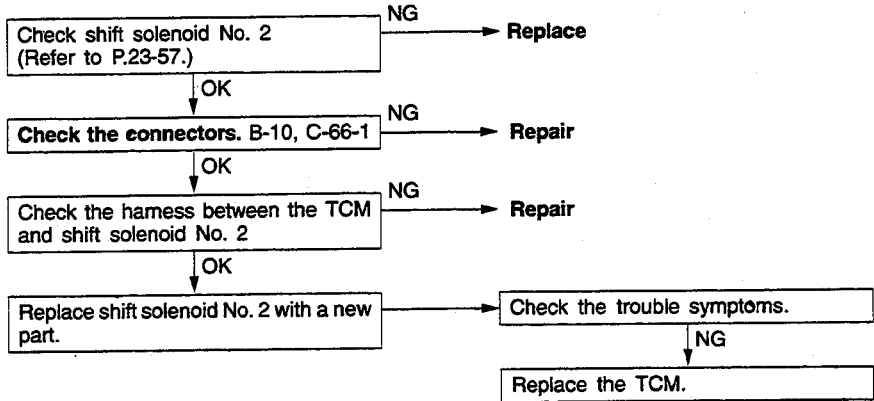 Check shift solenoid No. 2
(Refer to P.23-57.)
NG
Replace
OK
Check the connectors. B-10, C-66-1
NG
Repair
OK
Check the harness between the TCM
and shift solenoid No. 2
NG
Repair
OK
Replace shift solenoid No. 2 with a new
part.
Check the trouble symptoms.
NG
Replace the TCM.